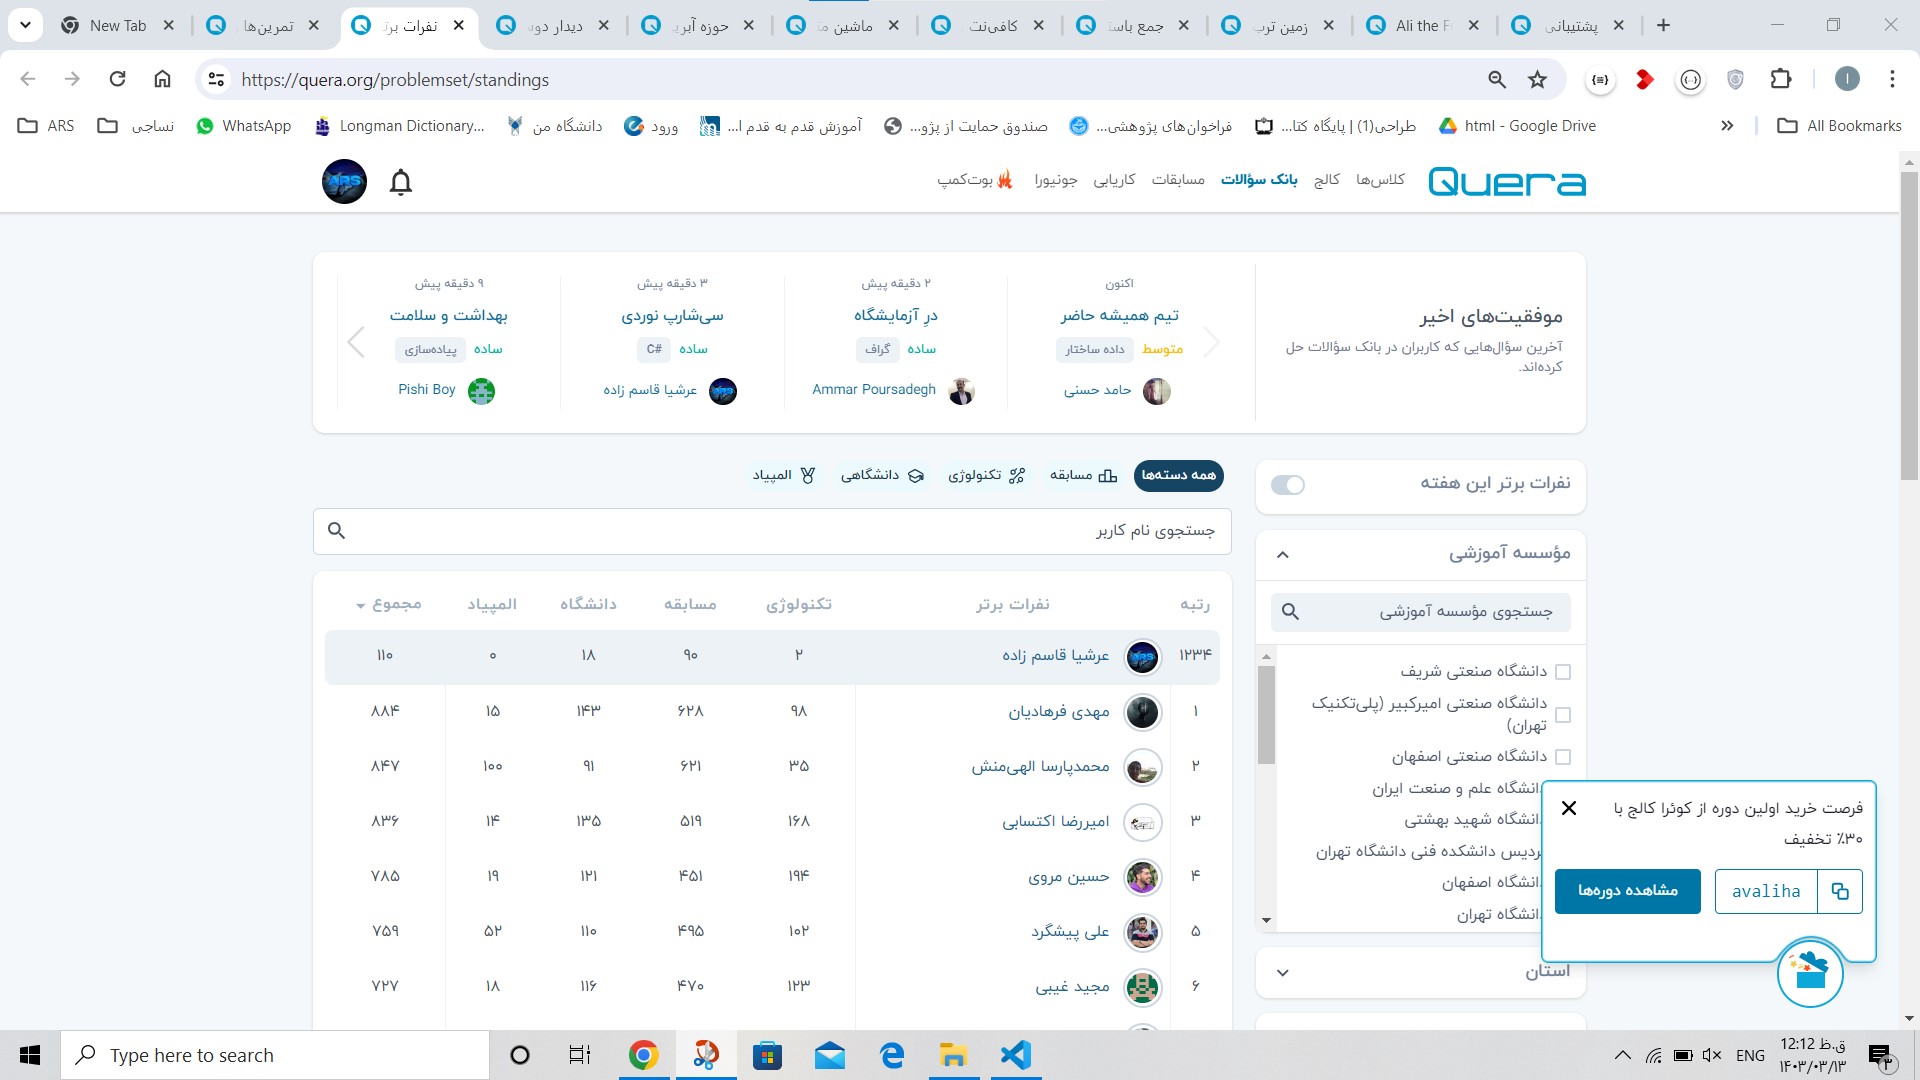 New Tab
تمرین‌ها
نفرات برتر
دیدار دوس
حوزه آبری
ماشین مت
کافی‌نت
جمع باست
زمین ترب
Ali the F
پشتیبانی
https://quera.org/problemset/standings
ARS
نساجی
WhatsApp
Longman Dictionary...
دانشگاه من
ورود
آموزش قدم به قدم ا...
صندوق حمایت از پژو...
فراخوان‌های پژوهشی...
طراحی(1) | پایگاه کتا...
html - Google Drive
All Bookmarks
Quera
کلاس‌ها
کالج
بانک سؤالات
مسابقات
کاریابی
جونیورا
بوت‌کمپ
ARS
موفقیت‌های اخیر
آخرین سؤال‌هایی که کاربران در بانک سؤالات حل
کرده‌اند.
اکنون
تیم همیشه حاضر
متوسط داده ساختار
حامد حسنی
۲ دقیقه پیش
درِ آزمایشگاه
ساده گراف
Ammar Poursadegh
۳ دقیقه پیش
سی‌شارپ نوردی
ساده C#
عرشیا قاسم زاده
۹ دقیقه پیش
بهداشت و سلامت
ساده پیاده‌سازی
Pishi Boy
همه دسته‌ها
مسابقه
تکنولوژی
دانشگاهی
المپیاد
جستجوی نام کاربر
رتبه نفرات برتر تکنولوژی مسابقه دانشگاه المپیاد مجموع
۱۲۳۴ عرشیا قاسم زاده ۲ ۹۰ ۱۸ ۰ ۱۱۰
۱ مهدی فرهادیان ۹۸ ۶۲۸ ۱۴۳ ۱۵ ۸۸۴
۲ محمدپارسا الهی‌منش ۳۵ ۶۲۱ ۹۱ ۱۰۰ ۸۴۷
۳ امیررضا اکتسابی ۱۶۸ ۵۱۹ ۱۳۵ ۱۴ ۸۳۶
۴ حسین مروی ۱۹۴ ۴۵۱ ۱۲۱ ۱۹ ۷۸۵
۵ علی پیشگرد ۱۰۲ ۴۹۵ ۱۱۰ ۵۲ ۷۵۹
۶ مجید غیبی ۱۲۳ ۴۷۰ ۱۱۶ ۱۸ ۷۲۷
نفرات برتر این هفته
مؤسسه آموزشی
جستجوی مؤسسه آموزشی
دانشگاه صنعتی شریف
دانشگاه صنعتی امیرکبیر (پلی‌تکنیک
تهران)
دانشگاه صنعتی اصفهان
دانشگاه علم و صنعت ایران
دانشگاه شهید بهشتی
پردیس دانشکده فنی دانشگاه تهران
دانشگاه اصفهان
دانشگاه تهران
استان
فرصت خرید اولین دوره از کوئرا کالج با
۳۰٪ تخفیف
avaliha
مشاهده دوره‌ها
Type here to search
ENG
12:12 ق.ظ
۱۴۰۳/۰۳/۱۳
۳